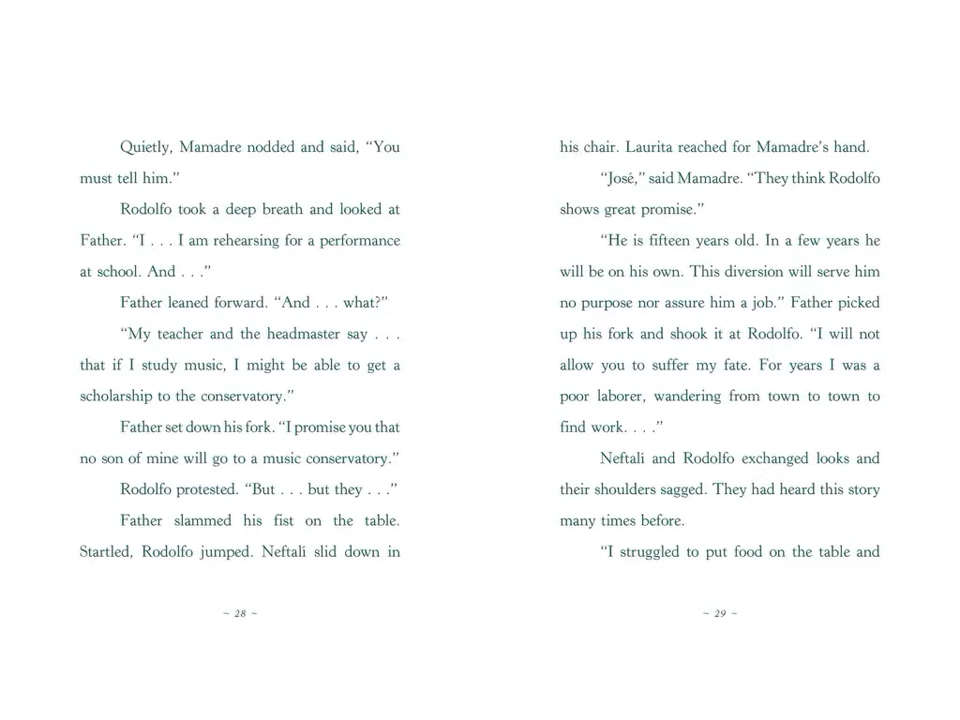 Quietly, Mamadre nodded and said, “You
must tell him.”
Rodolfo took a deep breath and looked at
Father. “I . . . I am rehearsing for a performance
at school. And . . .”
Father leaned forward. “And . . . what?”
“My teacher and the headmaster say . . .
that if I study music, I might be able to get a
scholarship to the conservatory.”
Father set down his fork. “I promise you that
no son of mine will go to a music conservatory.”
Rodolfo protested. “But . . . but they . . .”
Father slammed his fist on the table.
Startled, Rodolfo jumped. Neftalí slid down in
~ 28 ~
his chair. Laurita reached for Mamadre’s hand.
“José,” said Mamadre. “They think Rodolfo
shows great promise.”
“He is fifteen years old. In a few years he
will be on his own. This diversion will serve him
no purpose nor assure him a job.” Father picked
up his fork and shook it at Rodolfo. “I will not
allow you to suffer my fate. For years I was a
poor laborer, wandering from town to town to
find work. . . .”
Neftalí and Rodolfo exchanged looks and
their shoulders sagged. They had heard this story
many times before.
“I struggled to put food on the table and
~ 29 ~